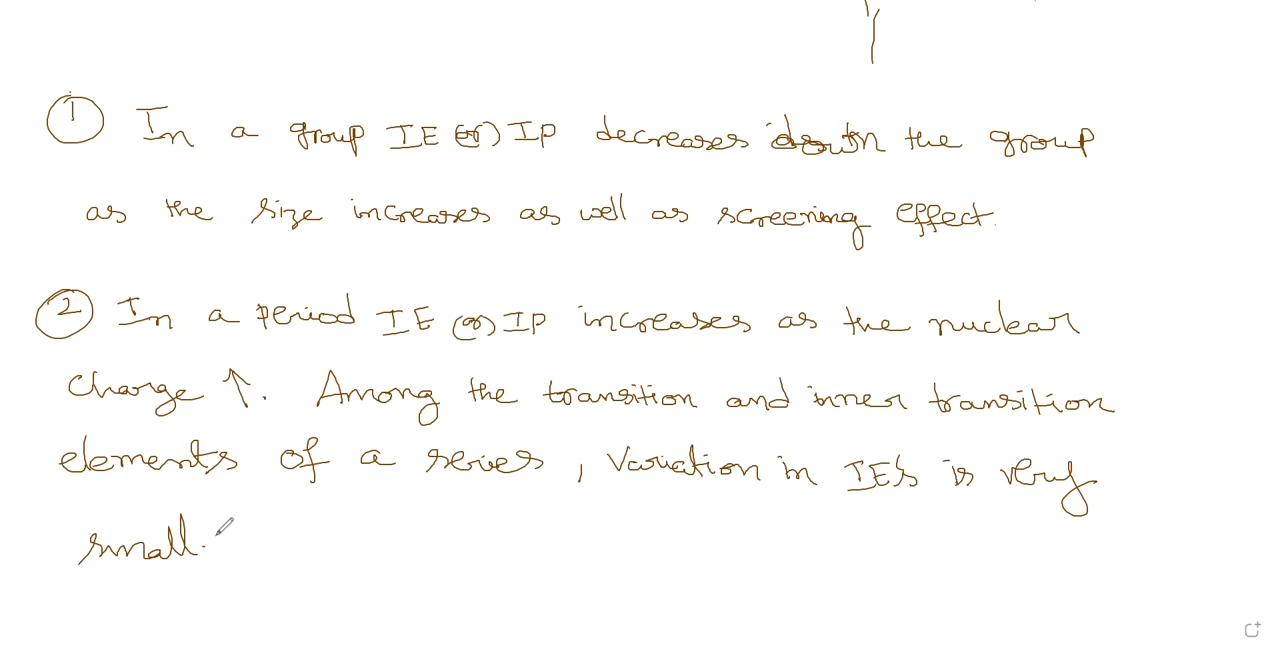 ① In a group IE (or) IP decreases down the group
as the size increases as well as screening effect.
② In a period IE (or) IP increases as the nuclear
charge ↑. Among the transition and inner transition
elements of a series, variation in IE's is very
small.